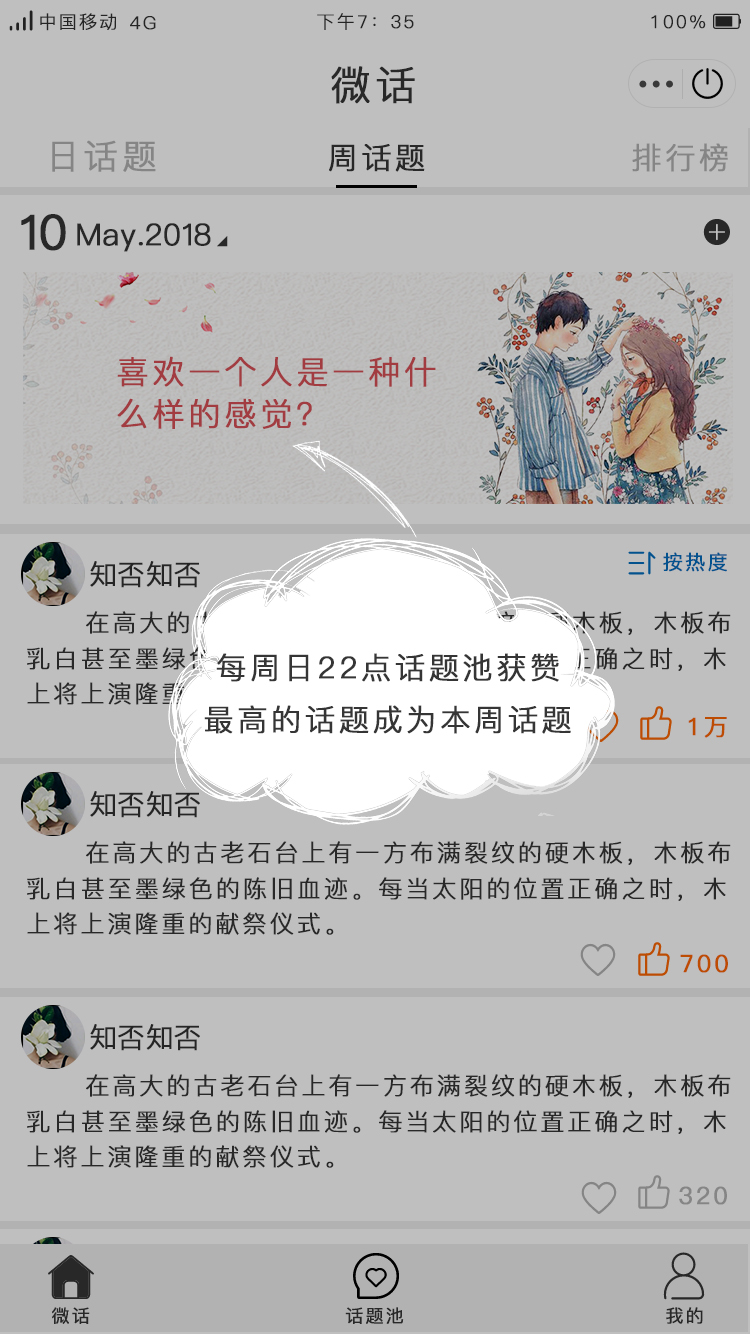 中国移动 4G 下午7：35 100%
微话
日话题 周话题 排行榜
10 May.2018
喜欢一个人是一种什
么样的感觉？
知否知否 按热度
在高大的 木板，木板布
乳白甚至墨绿色 正确之时，木
上将上演隆重
每周日22点话题池获赞
最高的话题成为本周话题
1万
知否知否
在高大的古老石台上有一方布满裂纹的硬木板，木板布
乳白甚至墨绿色的陈旧血迹。每当太阳的位置正确之时，木
上将上演隆重的献祭仪式。
700
知否知否
在高大的古老石台上有一方布满裂纹的硬木板，木板布
乳白甚至墨绿色的陈旧血迹。每当太阳的位置正确之时，木
上将上演隆重的献祭仪式。
320
微话 话题池 我的